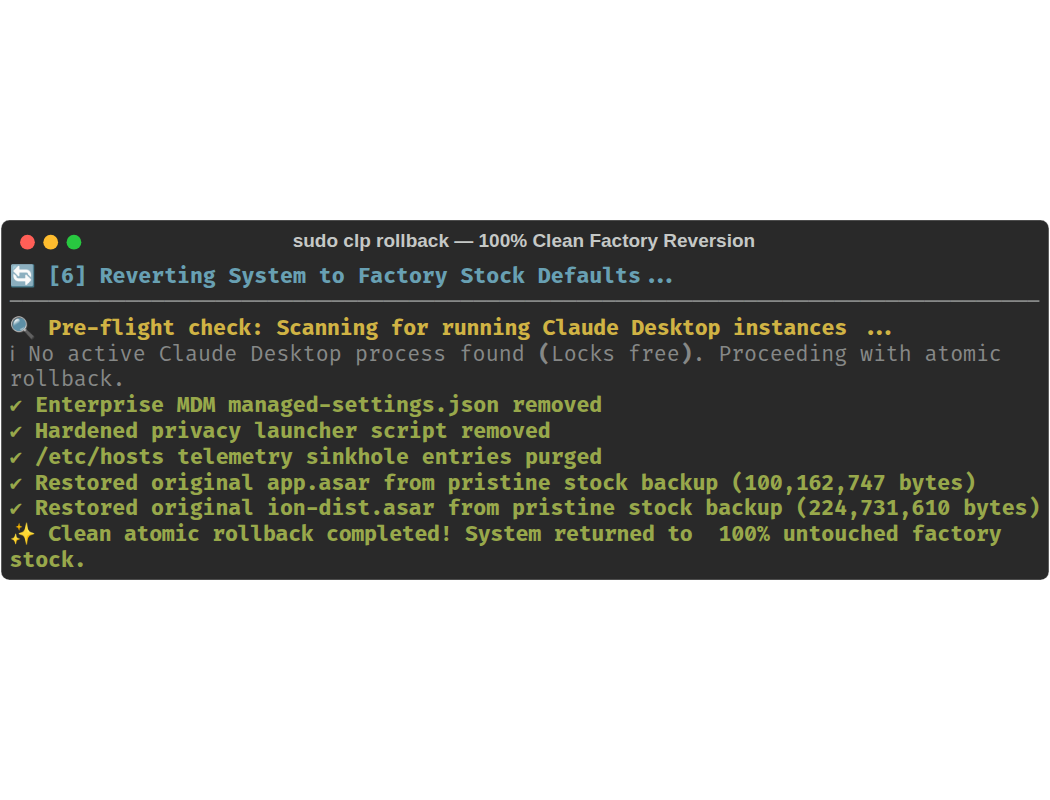 sudo clp rollback — 100% Clean Factory Reversion
🔄 [6] Reverting System to Factory Stock Defaults...
🔍 Pre-flight check: Scanning for running Claude Desktop instances ...
ℹ No active Claude Desktop process found (Locks free). Proceeding with atomic
rollback.
✔ Enterprise MDM managed-settings.json removed
✔ Hardened privacy launcher script removed
✔ /etc/hosts telemetry sinkhole entries purged
✔ Restored original app.asar from pristine stock backup (100,162,747 bytes)
✔ Restored original ion-dist.asar from pristine stock backup (224,731,610 bytes)
✨ Clean atomic rollback completed! System returned to  100% untouched factory
stock.